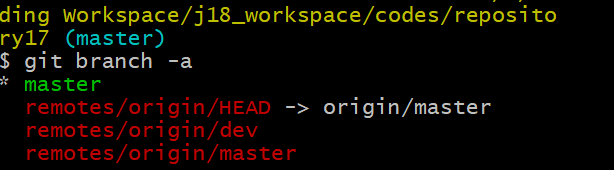 ding Workspace/j18_workspace/codes/reposito
ry17 (master)
$ git branch -a
* master
  remotes/origin/HEAD -> origin/master
  remotes/origin/dev
  remotes/origin/master